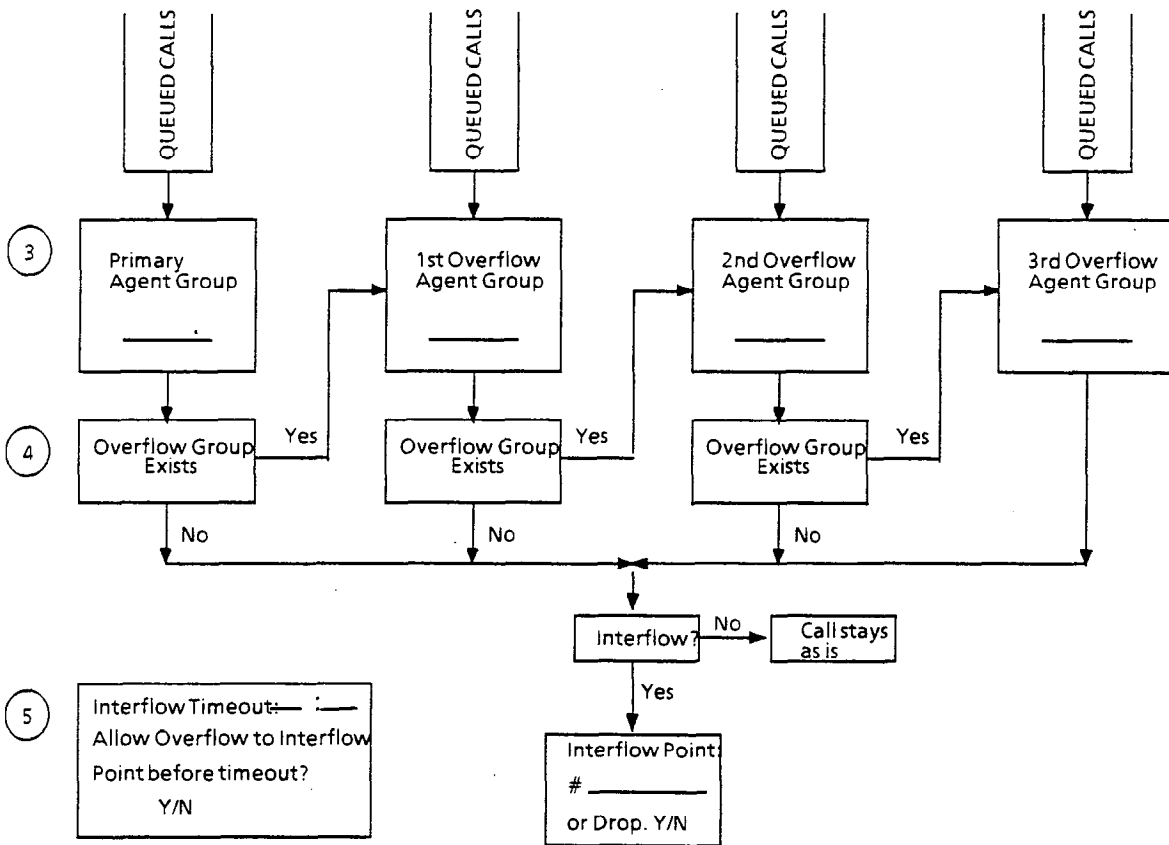 QUEUED CALLS
QUEUED CALLS
QUEUED CALLS
QUEUED CALLS
3
Primary
Agent Group
1st Overflow
Agent Group
2nd Overflow
Agent Group
3rd Overflow
Agent Group
4
Overflow Group
Exists
Yes
Overflow Group
Exists
Yes
Overflow Group
Exists
Yes
No
No
No
Interflow?
No
Call stays
as is
Yes
5
Interflow Timeout: __ : __
Allow Overflow to Interflow
Point before timeout?
Y/N
Interflow Point:
# ________
or Drop. Y/N